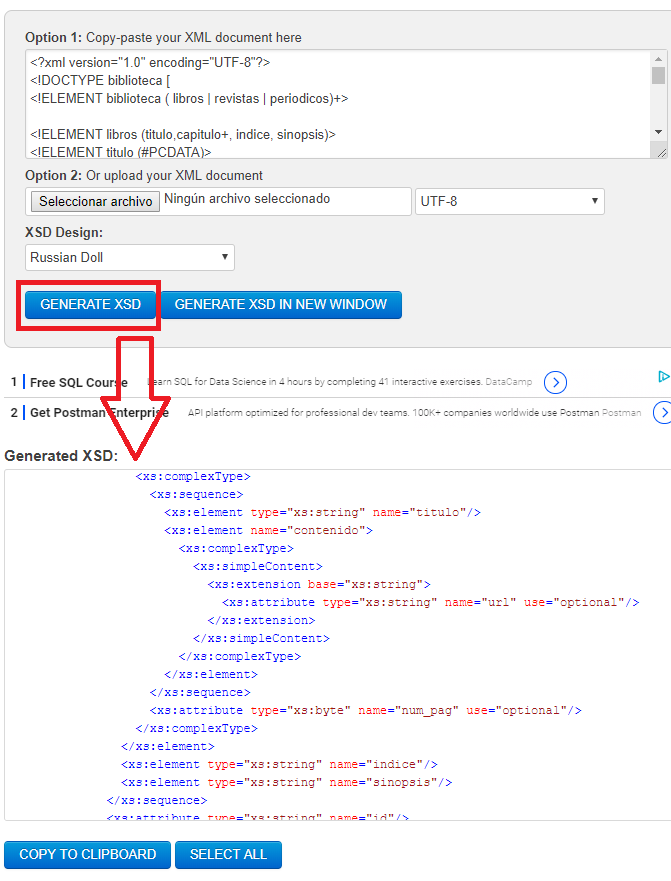 Option 1: Copy-paste your XML document here
<?xml version="1.0" encoding="UTF-8"?>
<!DOCTYPE biblioteca [
<!ELEMENT biblioteca ( libros | revistas | periodicos)+>
<!ELEMENT libros (titulo,capitulo+, indice, sinopsis)>
<!ELEMENT titulo (#PCDATA)>
Option 2: Or upload your XML document
Seleccionar archivo Ningún archivo seleccionado UTF-8
XSD Design:
Russian Doll
GENERATE XSD GENERATE XSD IN NEW WINDOW
1 Free SQL Course Learn SQL for Data Science in 4 hours by completing 41 interactive exercises. DataCamp
2 Get Postman Enterprise API platform optimized for professional dev teams. 100K+ companies worldwide use Postman Postman
Generated XSD:
<xs:complexType>
<xs:sequence>
<xs:element type="xs:string" name="titulo"/>
<xs:element name="contenido">
<xs:complexType>
<xs:simpleContent>
<xs:extension base="xs:string">
<xs:attribute type="xs:string" name="url" use="optional"/>
</xs:extension>
</xs:simpleContent>
</xs:complexType>
</xs:element>
</xs:sequence>
<xs:attribute type="xs:byte" name="num_pag" use="optional"/>
</xs:complexType>
</xs:element>
<xs:element type="xs:string" name="indice"/>
<xs:element type="xs:string" name="sinopsis"/>
</xs:sequence>
<xs:attribute type="xs:string" name="id"/>
COPY TO CLIPBOARD SELECT ALL